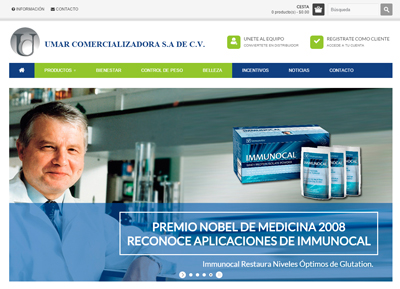 INFORMACIÓN CONTACTO
CESTA
0 producto(s) - $0.00
Búsqueda
UMAR COMERCIALIZADORA S.A DE C.V.
UNETE AL EQUIPO
CONVIERTETE EN DISTRIBUIDOR
REGISTRATE COMO CLIENTE
ACCEDE A TU CUENTA
PRODUCTOS BIENESTAR CONTROL DE PESO BELLEZA INCENTIVOS NOTICIAS CONTACTO
IMMUNOCAL
IMMUNOCAL
PREMIO NOBEL DE MEDICINA 2008
RECONOCE APLICACIONES DE IMMUNOCAL
Immunocal Restaura Niveles Óptimos de Glutation.